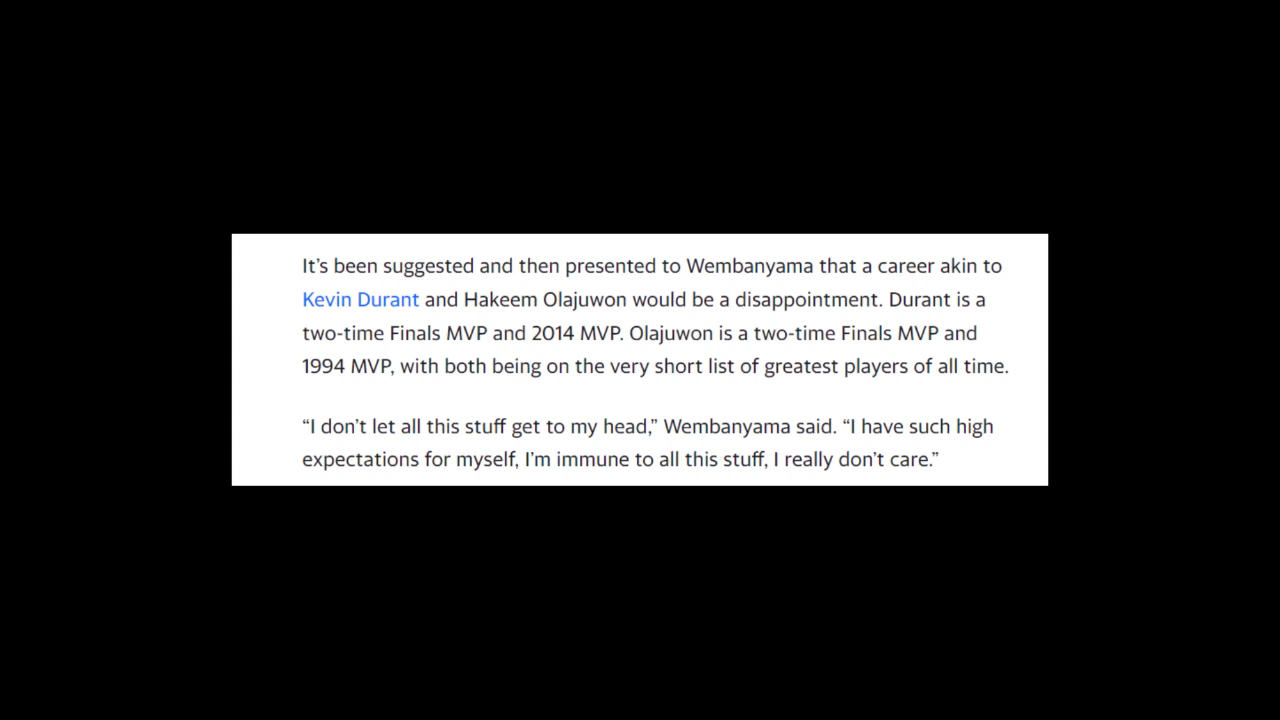 It’s been suggested and then presented to Wembanyama that a career akin to
Kevin Durant and Hakeem Olajuwon would be a disappointment. Durant is a
two-time Finals MVP and 2014 MVP. Olajuwon is a two-time Finals MVP and
1994 MVP, with both being on the very short list of greatest players of all time.
“I don’t let all this stuff get to my head,” Wembanyama said. “I have such high
expectations for myself, I’m immune to all this stuff, I really don’t care.”